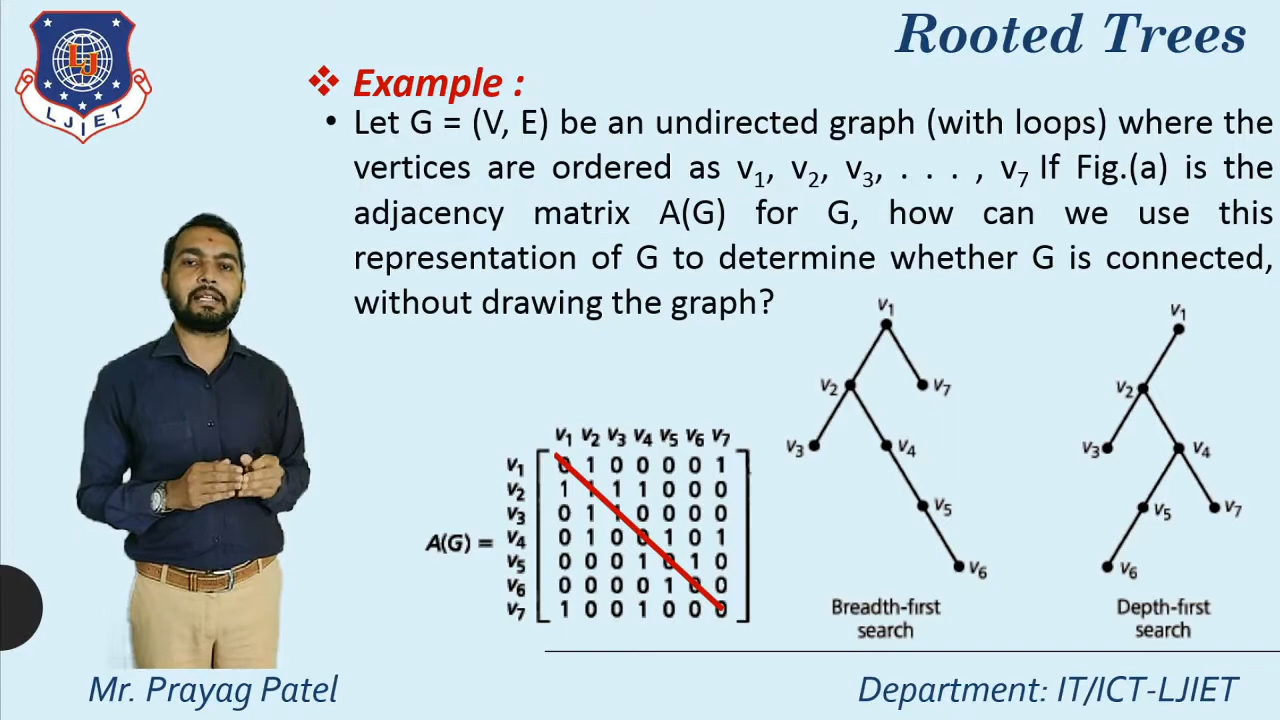 Rooted Trees
LJIET
❖ Example :
• Let G = (V, E) be an undirected graph (with loops) where the
vertices are ordered as v1, v2, v3, . . . , v7 If Fig.(a) is the
adjacency matrix A(G) for G, how can we use this
representation of G to determine whether G is connected,
without drawing the graph?
v1 v2 v3 v4 v5 v6 v7
v1 0 1 0 0 0 0 1
v2 1 1 1 1 0 0 0
v3 0 1 1 0 0 0 0
A(G) = v4 0 1 0 0 1 0 1
v5 0 0 0 1 0 1 0
v6 0 0 0 0 1 0 0
v7 1 0 0 1 0 0 0
v1
v2 v7
v3 v4
v5
v6
Breadth-first
search
v1
v2
v3 v4
v5 v7
v6
Depth-first
search
Mr. Prayag Patel
Department: IT/ICT-LJIET